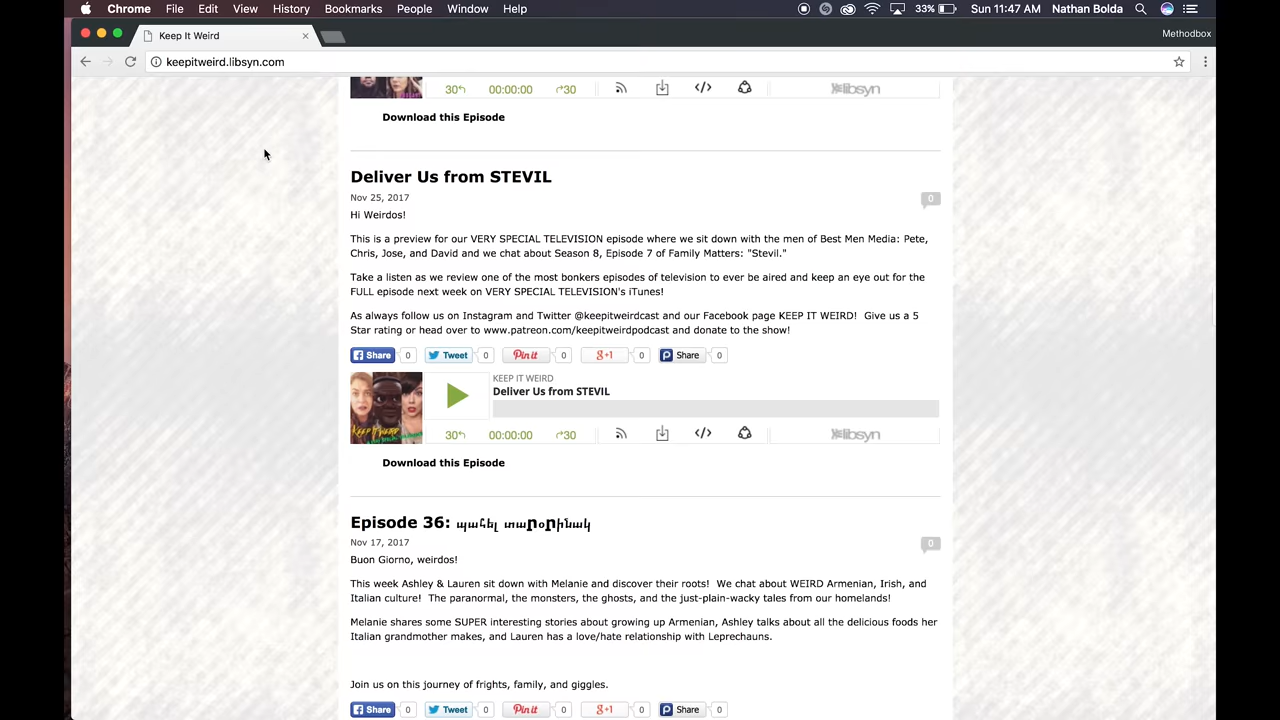 Chrome File Edit View History Bookmarks People Window Help 33% Sun 11:47 AM Nathan Bolda
Keep It Weird
Methodbox
keepitweird.libsyn.com
30 00:00:00 30 libsyn
Download this Episode
Deliver Us from STEVIL
Nov 25, 2017
0
Hi Weirdos!
This is a preview for our VERY SPECIAL TELEVISION episode where we sit down with the men of Best Men Media: Pete,
Chris, Jose, and David and we chat about Season 8, Episode 7 of Family Matters: "Stevil."
Take a listen as we review one of the most bonkers episodes of television to ever be aired and keep an eye out for the
FULL episode next week on VERY SPECIAL TELEVISION's iTunes!
As always follow us on Instagram and Twitter @keepitweirdcast and our Facebook page KEEP IT WEIRD! Give us a 5
Star rating or head over to www.patreon.com/keepitweirdpodcast and donate to the show!
Share 0 Tweet 0 Pin it 0 g+1 0 Share 0
KEEP IT WEIRD
Deliver Us from STEVIL
KEEP IT WEIRD
30 00:00:00 30 libsyn
Download this Episode
Episode 36: պահել տարօրինակ
Nov 17, 2017
0
Buon Giorno, weirdos!
This week Ashley & Lauren sit down with Melanie and discover their roots! We chat about WEIRD Armenian, Irish, and
Italian culture! The paranormal, the monsters, the ghosts, and the just-plain-wacky tales from our homelands!
Melanie shares some SUPER interesting stories about growing up Armenian, Ashley talks about all the delicious foods her
Italian grandmother makes, and Lauren has a love/hate relationship with Leprechauns.
Join us on this journey of frights, family, and giggles.
Share 0 Tweet 0 Pin it 0 g+1 0 Share 0